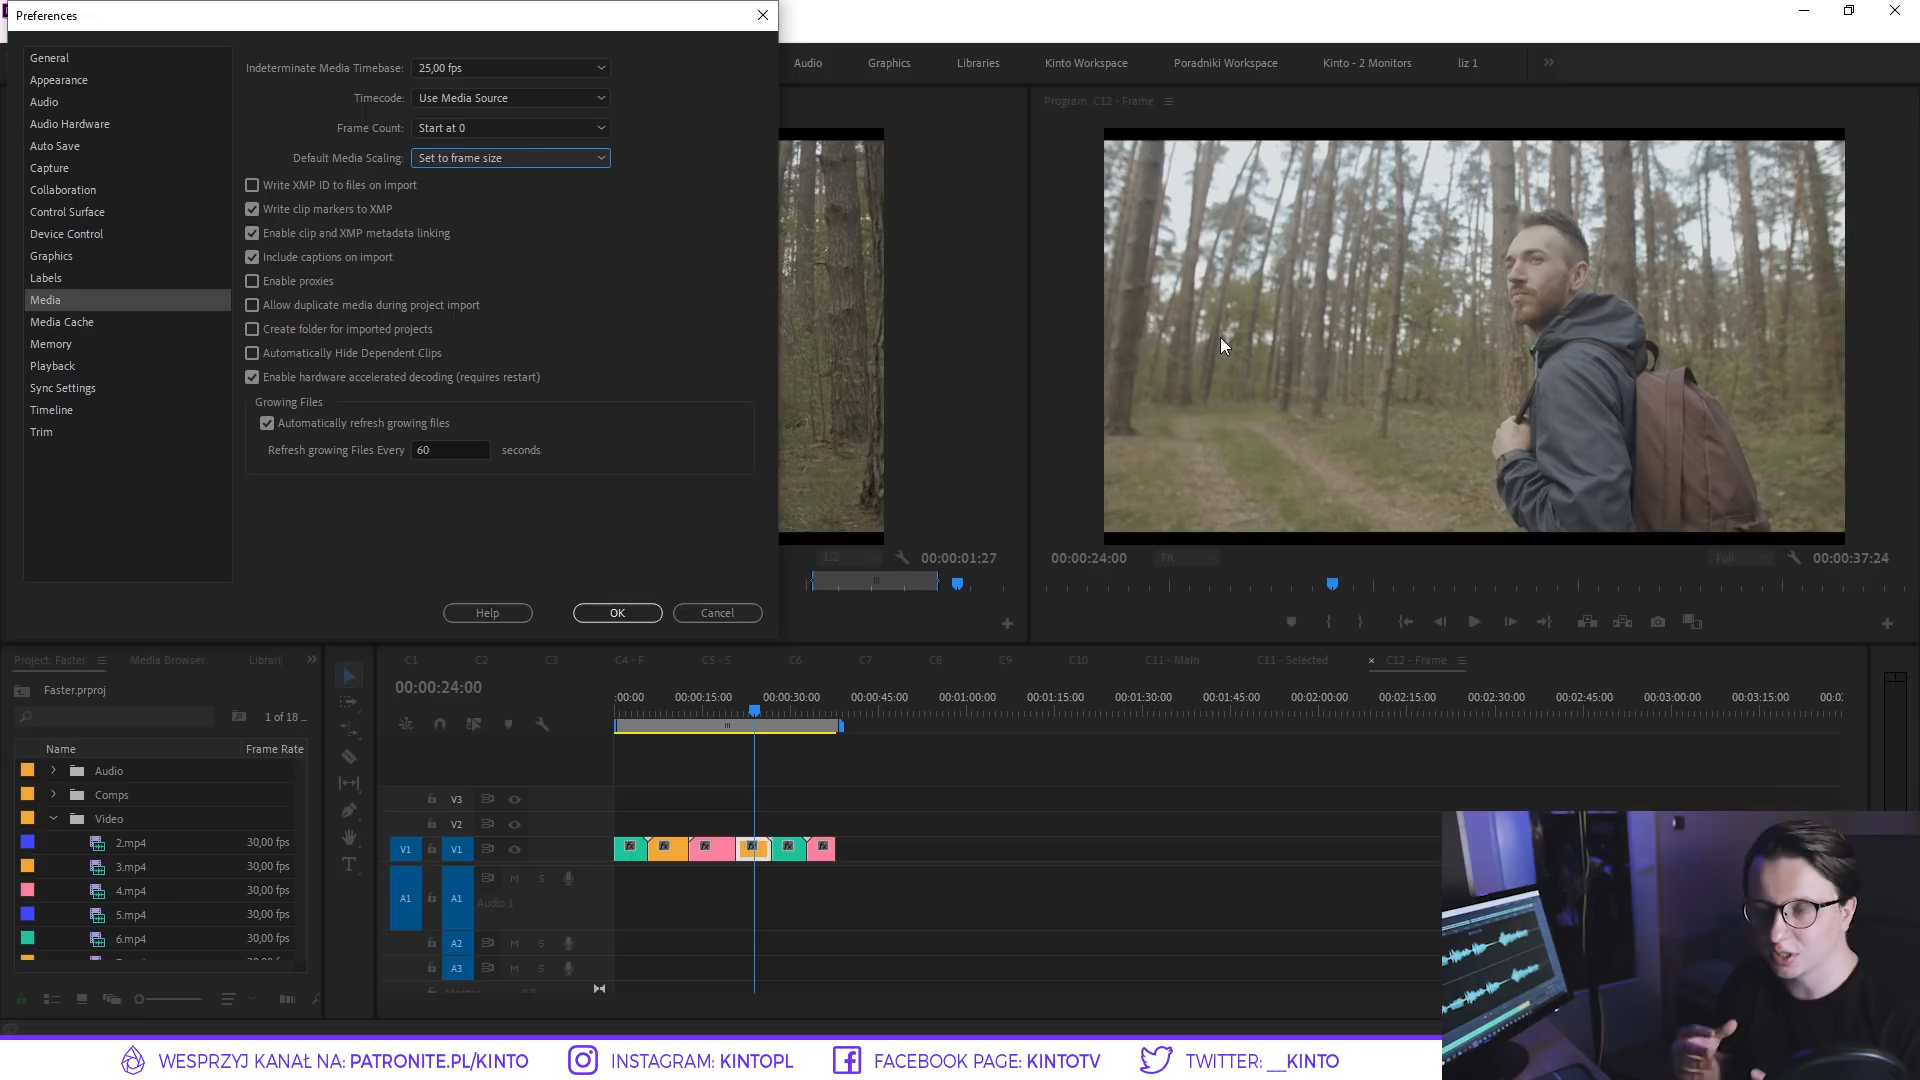 Preferences
General
Appearance
Audio
Audio Hardware
Auto Save
Capture
Collaboration
Control Surface
Device Control
Graphics
Labels
Media
Media Cache
Memory
Playback
Sync Settings
Timeline
Trim
Indeterminate Media Timebase: 25,00 fps
Timecode: Use Media Source
Frame Count: Start at 0
Default Media Scaling: Set to frame size
Write XMP ID to files on import
Write clip markers to XMP
Enable clip and XMP metadata linking
Include captions on import
Enable proxies
Allow duplicate media during project import
Create folder for imported projects
Automatically Hide Dependent Clips
Enable hardware accelerated decoding (requires restart)
Growing Files
Automatically refresh growing files
Refresh growing Files Every 60 seconds
Help OK Cancel
Audio Graphics Libraries Kinto Workspace Poradniki Workspace Kinto - 2 Monitors liz 1
Program C12 - Frame
1/2 00:00:01:27
00:00:24:00 Fit Full 00:00:37:24
Project: Faster Media Browser Librari
Faster.prproj
1 of 18 ...
Name Frame Rate
Audio
Comps
Video
2.mp4 30,00 fps
3.mp4 30,00 fps
4.mp4 30,00 fps
5.mp4 30,00 fps
6.mp4 30,00 fps
C1 C2 C3 C4 - F C5 - S C6 C7 C8 C9 C10 C11 - Main C11 - Selected C12 - Frame
00:00:24:00
:00:00 00:00:15:00 00:00:30:00 00:00:45:00 00:01:00:00 00:01:15:00 00:01:30:00 00:01:45:00 00:02:00:00 00:02:15:00 00:02:30:00 00:02:45:00 00:03:00:00 00:03:15:00 00:0
V3
V2
V1 V1 fx fx fx fx fx fx
M S
A1 A1
Audio 1
A2 M S
A3 M S
WESPRZYJ KANAŁ NA: PATRONITE.PL/KINTO INSTAGRAM: KINTOPL FACEBOOK PAGE: KINTOTV TWITTER: __KINTO